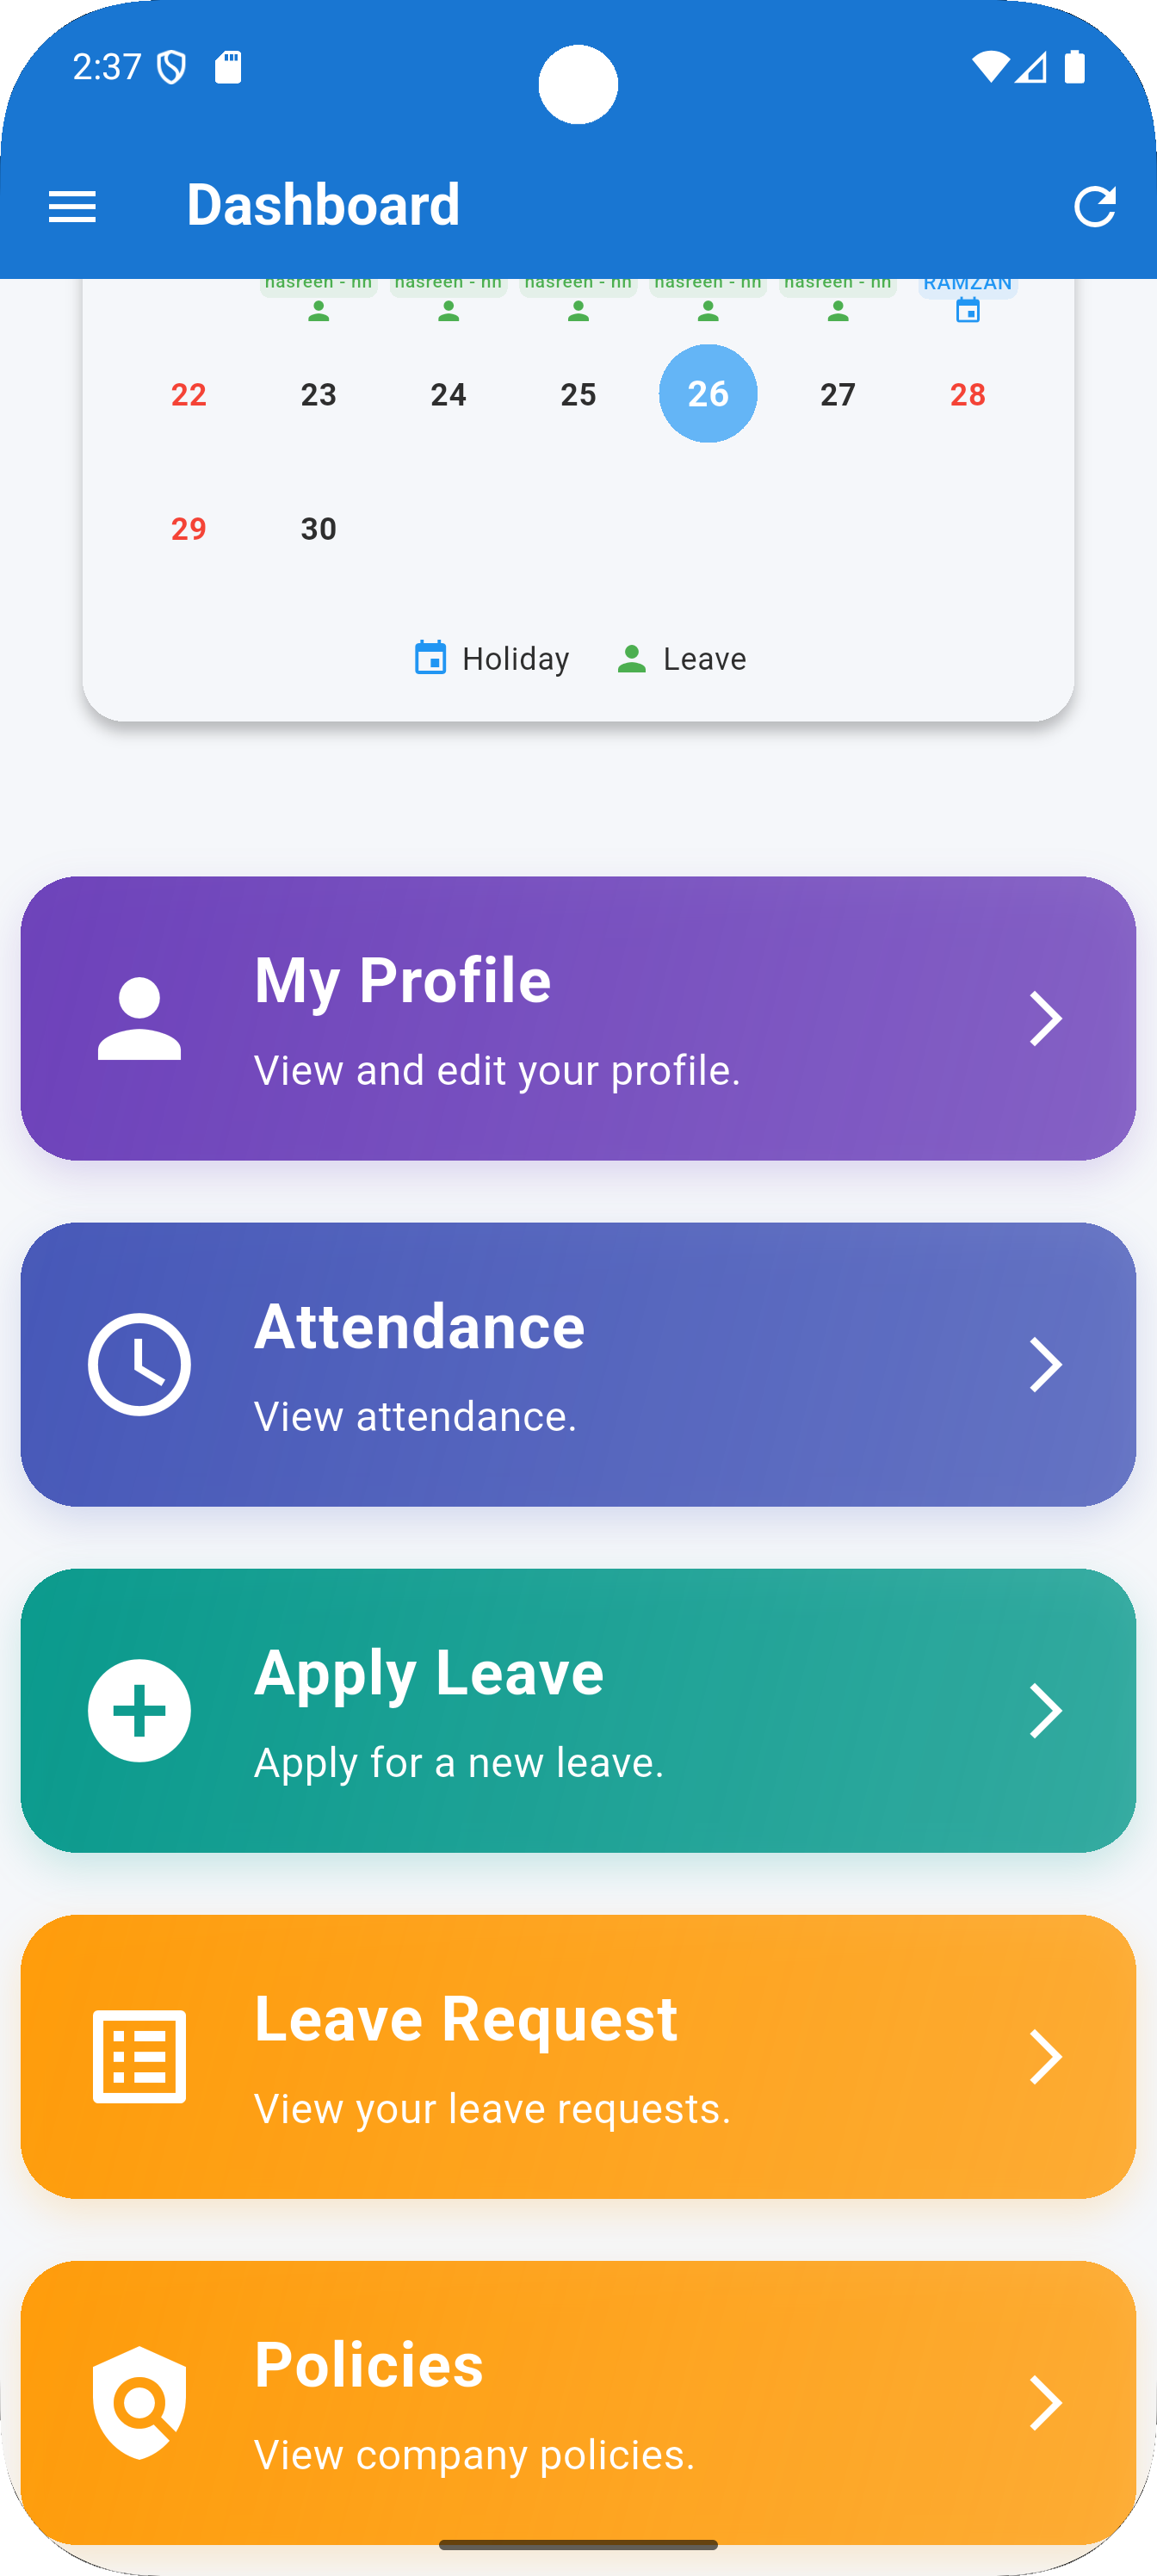 2:37
Dashboard
nasreen - nn nasreen - nn nasreen - nn nasreen - nn nasreen - nn RAMZAN
22 23 24 25 26 27 28
29 30
Holiday Leave
My Profile
View and edit your profile.
Attendance
View attendance.
Apply Leave
Apply for a new leave.
Leave Request
View your leave requests.
Policies
View company policies.